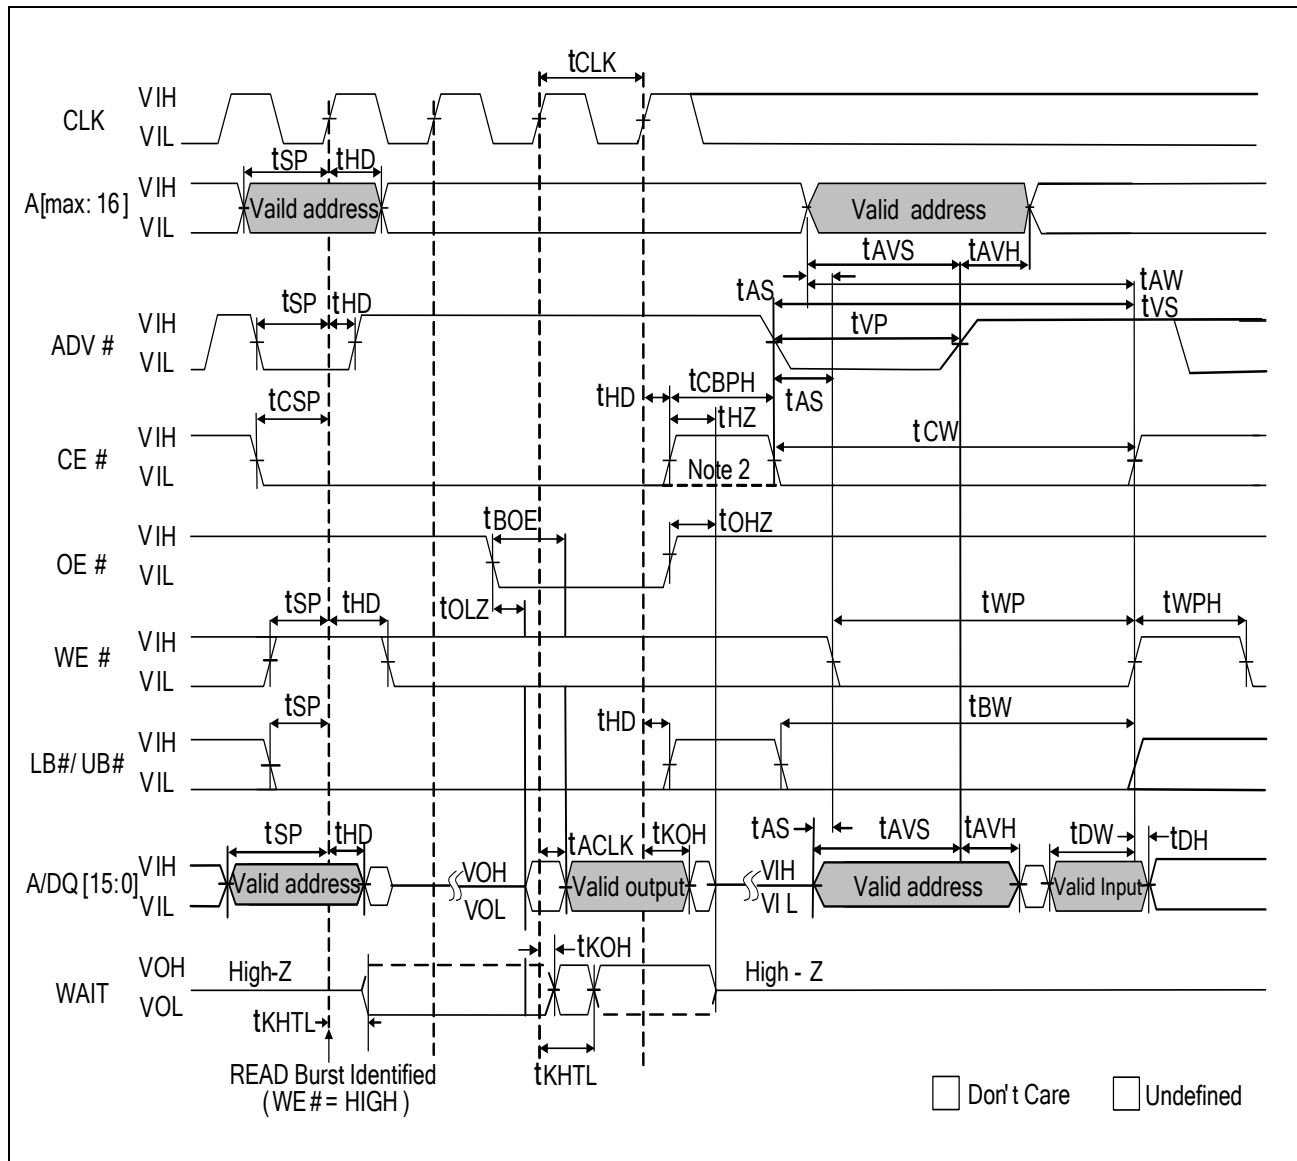 tCLK
CLK
VIH
VIL
tSP
tHD
A[max: 16]
VIH
VIL
Vaild address
Valid address
tAVS
tAVH
tAW
tAS
tVS
tSP
tHD
ADV #
VIH
VIL
tVP
tHD
tCBPH
tAS
tCSP
tHZ
tCW
CE #
VIH
VIL
Note 2
tBOE
tOHZ
OE #
VIH
VIL
tOLZ
tSP
tHD
tWP
tWPH
WE #
VIH
VIL
tSP
tHD
tBW
LB#/ UB#
VIH
VIL
tSP
tHD
tACLK
tKOH
tAS
tAVS
tAVH
tDW
tDH
A/DQ [15:0]
VIH
VIL
Valid address
VOH
VOL
Valid output
VIH
VI L
Valid address
Valid Input
tKOH
WAIT
VOH
VOL
High-Z
High - Z
tKHTL
tKHTL
READ Burst Identified
( WE # = HIGH )
Don' t Care
Undefined